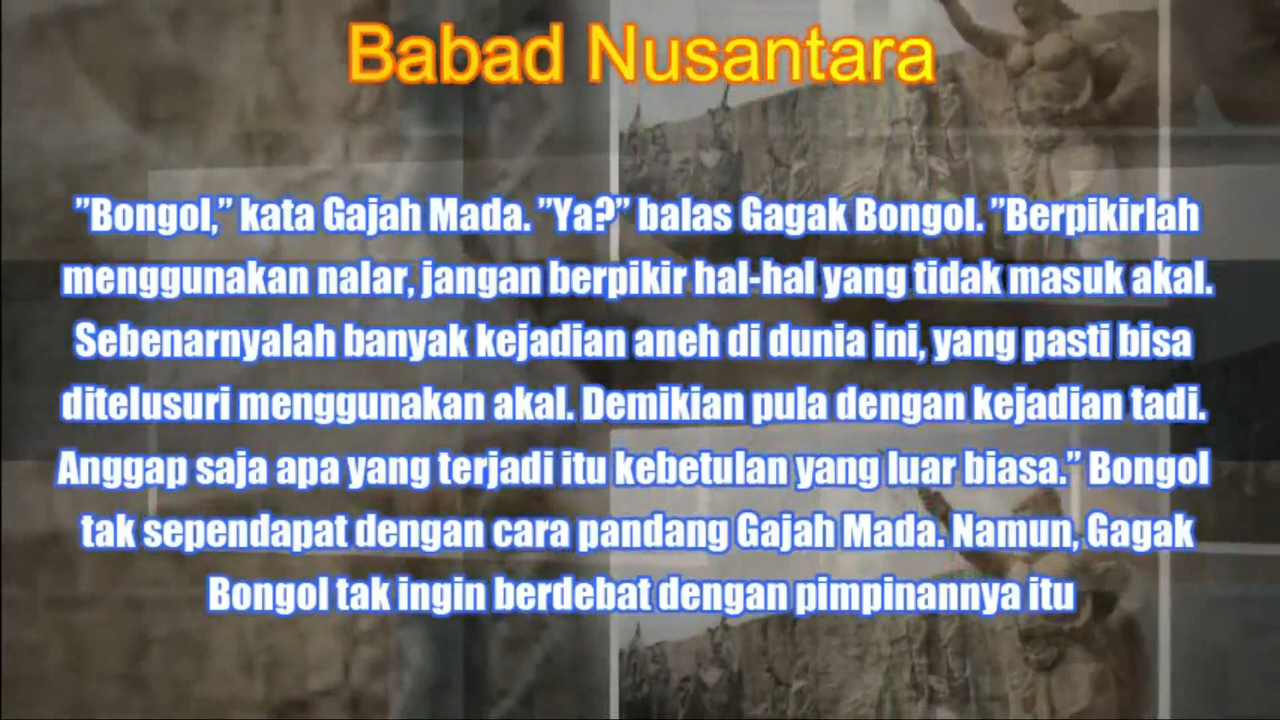 Babad Nusantara
”Bongol,” kata Gajah Mada. ”Ya?” balas Gagak Bongol. ”Berpikirlah
menggunakan nalar, jangan berpikir hal-hal yang tidak masuk akal.
Sebenarnyalah banyak kejadian aneh di dunia ini, yang pasti bisa
ditelusuri menggunakan akal. Demikian pula dengan kejadian tadi.
Anggap saja apa yang terjadi itu kebetulan yang luar biasa.” Bongol
tak sependapat dengan cara pandang Gajah Mada. Namun, Gagak
Bongol tak ingin berdebat dengan pimpinannya itu